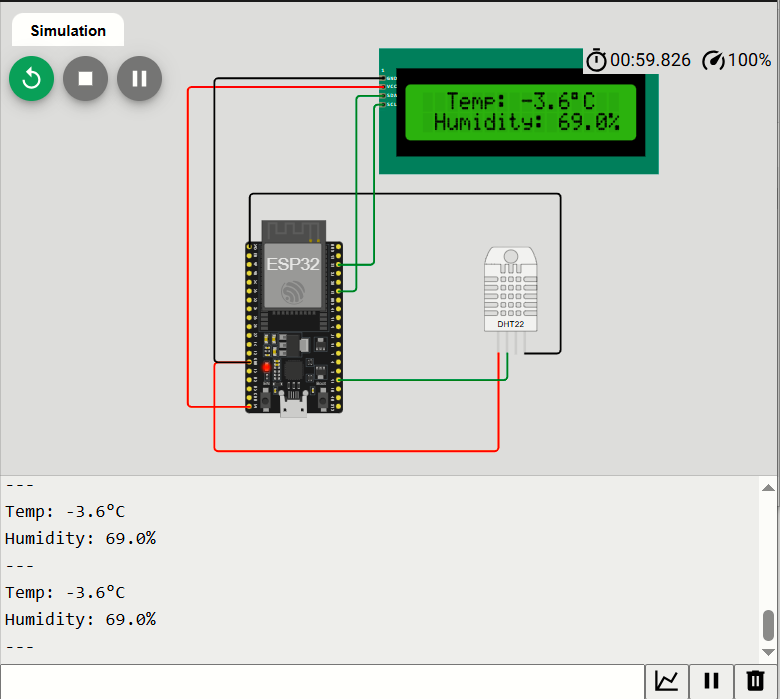 Simulation
00:59.826
100%
1
GND
VCC
SDA
SCL
Temp: -3.6°C
Humidity: 69.0%
ESP32
DHT22
---
Temp: -3.6°C
Humidity: 69.0%
---
Temp: -3.6°C
Humidity: 69.0%
---